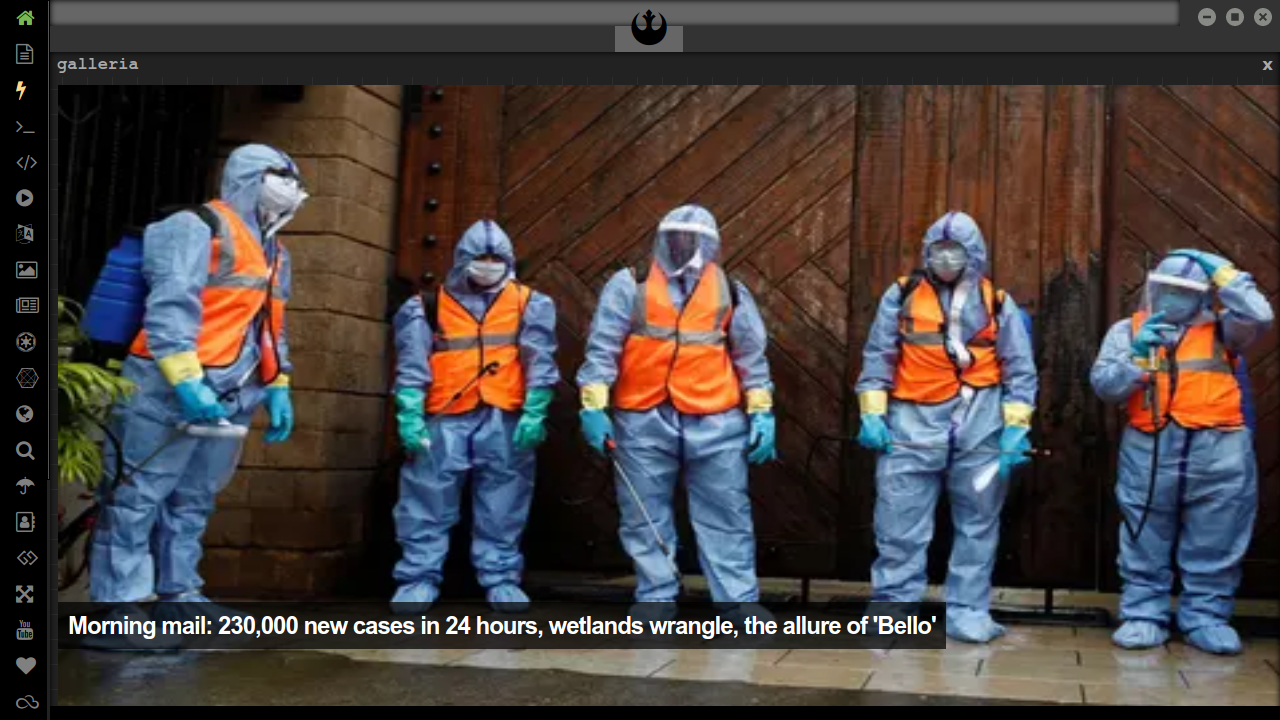 galleria
x
Morning mail: 230,000 new cases in 24 hours, wetlands wrangle, the allure of 'Bello'
You
Tube